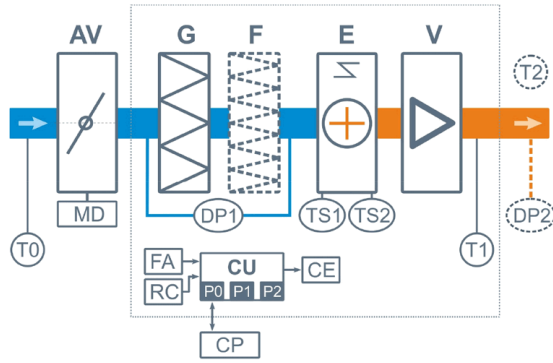 AV G F E V
T2
MD DP1 TS1 TS2 DP2
T0 T1
FA CU CE
RC P0 P1 P2
CP